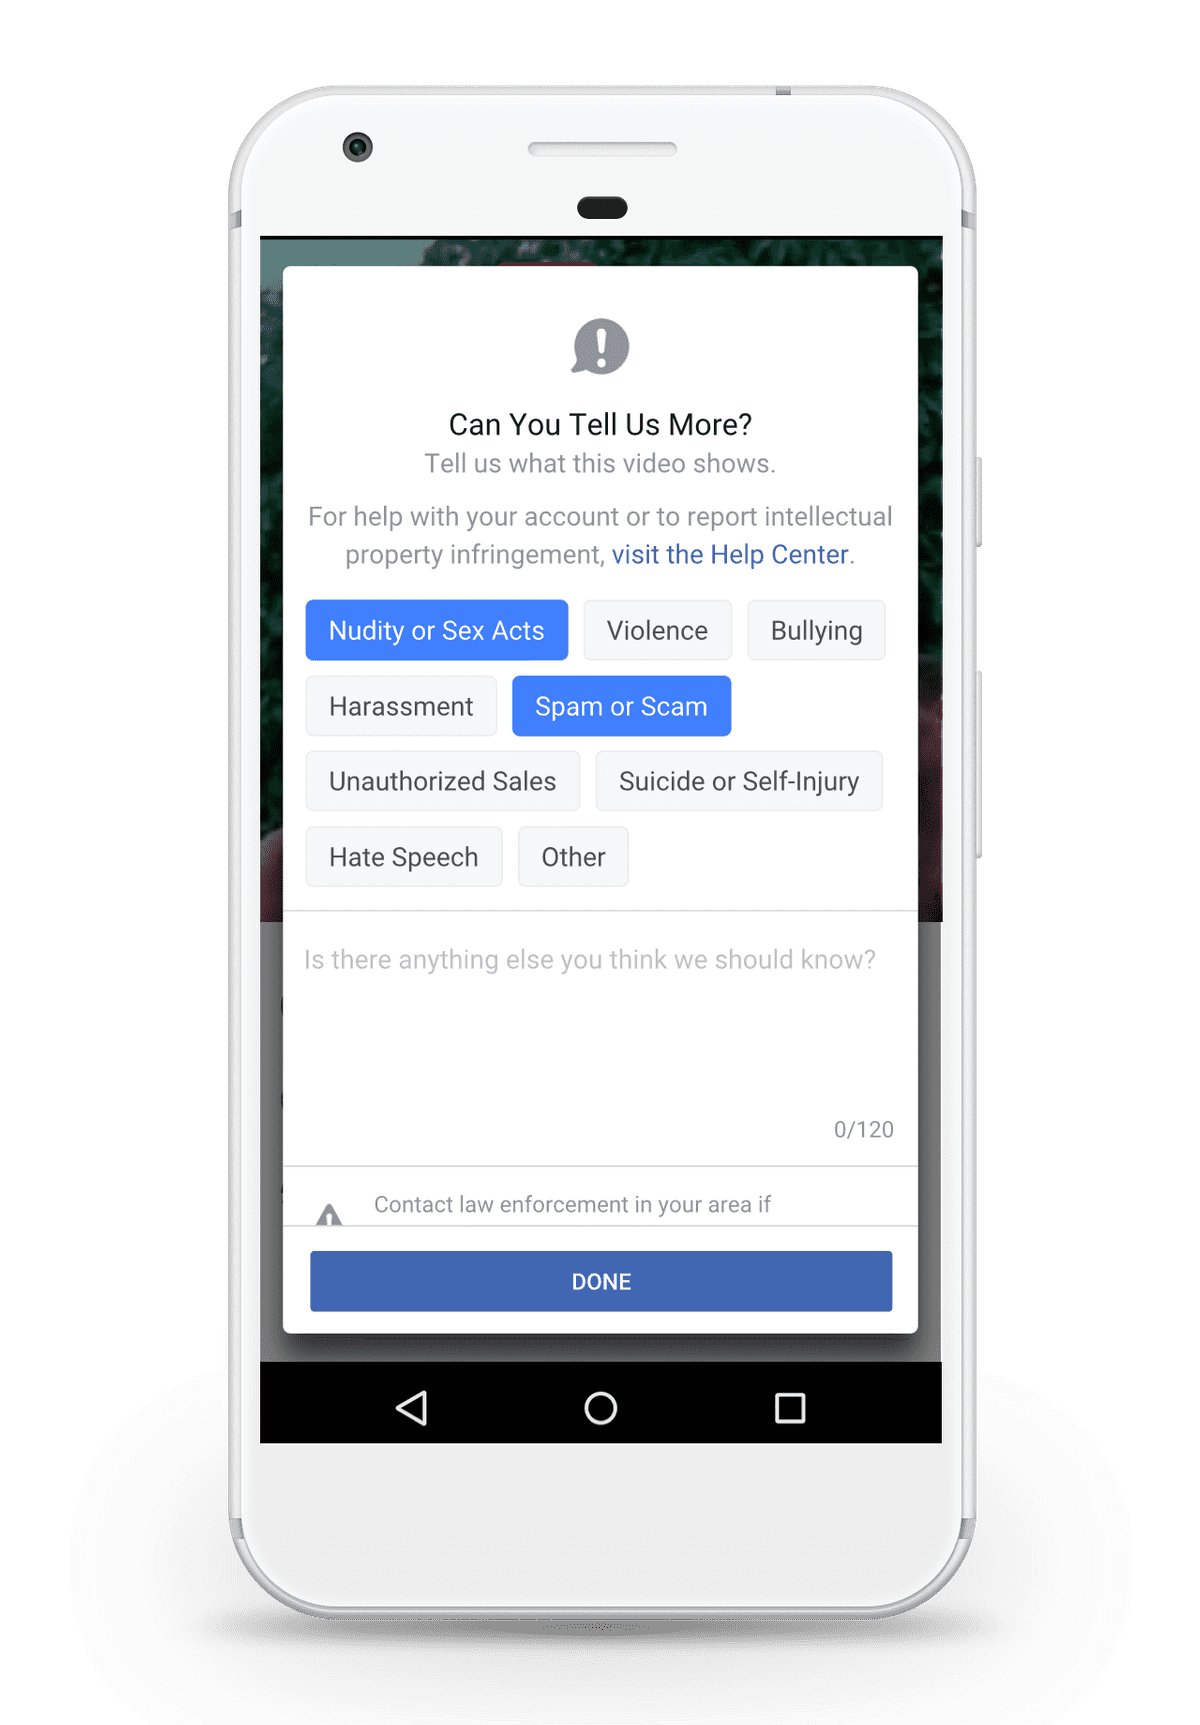 Can You Tell Us More?
Tell us what this video shows.
For help with your account or to report intellectual
property infringement, visit the Help Center.
Nudity or Sex Acts
Violence
Bullying
Harassment
Spam or Scam
Unauthorized Sales
Suicide or Self-Injury
Hate Speech
Other
Is there anything else you think we should know?
0/120
Contact law enforcement in your area if
DONE